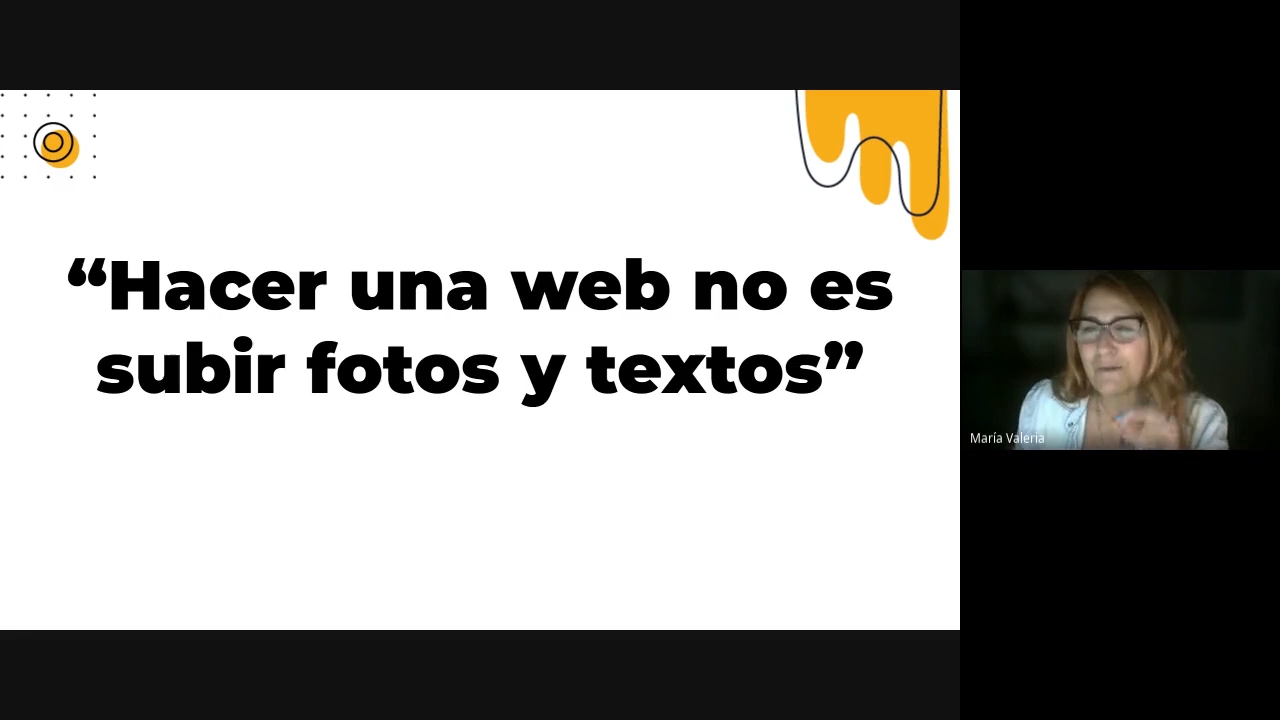 “Hacer una web no es
subir fotos y textos”
María Valeria